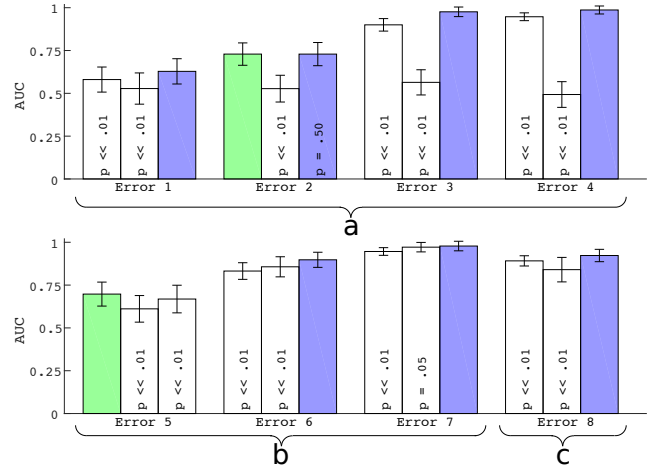 1
0.75
0.5
0.25
0
AUC
p << .01
p << .01
p << .01
p = .50
p << .01
p << .01
p << .01
p << .01
Error 1
Error 2
Error 3
Error 4
a
1
0.75
0.5
0.25
0
AUC
p << .01
p << .01
p << .01
p << .01
p << .01
p = .05
p << .01
p << .01
Error 5
Error 6
Error 7
Error 8
b
c